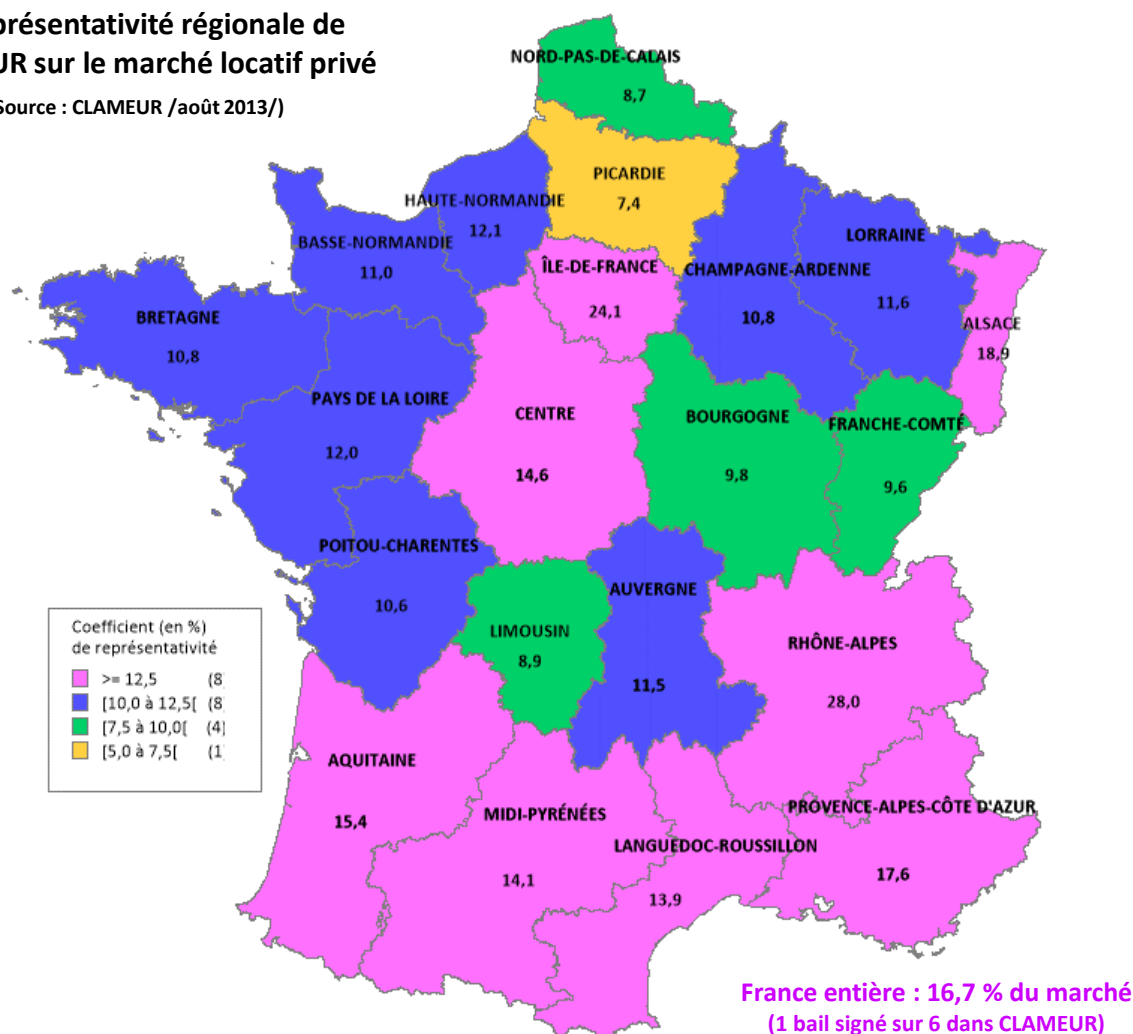 présentativité régionale de
UR sur le marché locatif privé
Source : CLAMEUR /août 2013/)
NORD-PAS-DE-CALAIS
8,7
PICARDIE
7,4
HAUTE-NORMANDIE
12,1
BASSE-NORMANDIE
11,0
ÎLE-DE-FRANCE
24,1
CHAMPAGNE-ARDENNE
10,8
LORRAINE
11,6
ALSACE
18,9
BRETAGNE
10,8
PAYS DE LA LOIRE
12,0
CENTRE
14,6
BOURGOGNE
9,8
FRANCHE-COMTÉ
9,6
POITOU-CHARENTES
10,6
LIMOUSIN
8,9
AUVERGNE
11,5
RHÔNE-ALPES
28,0
Coefficient (en %)
de représentativité
>= 12,5 (8
[10,0 à 12,5[ (8
[7,5 à 10,0[ (4)
[5,0 à 7,5[ (1
AQUITAINE
15,4
MIDI-PYRÉNÉES
14,1
LANGUEDOC-ROUSSILLON
13,9
PROVENCE-ALPES-CÔTE D'AZUR
17,6
France entière : 16,7 % du marché
(1 bail signé sur 6 dans CLAMEUR)